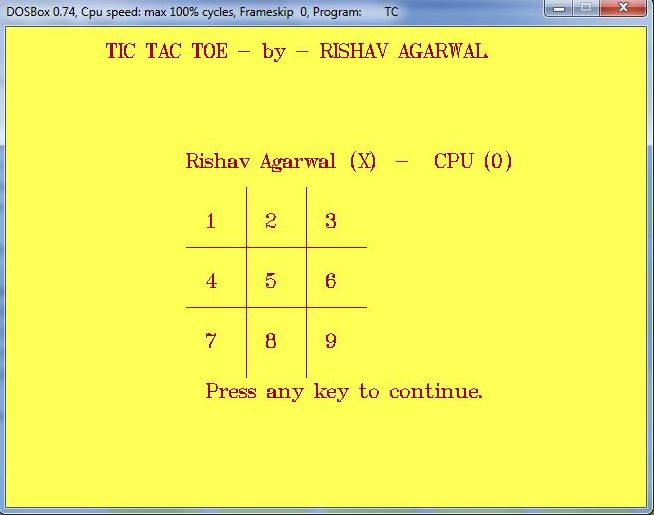 DOSBox 0.74, Cpu speed: max 100% cycles, Frameskip 0, Program: TC
TIC TAC TOE - by - RISHAV AGARWAL
Rishav Agarwal (X) - CPU (0)
1 2 3
4 5 6
7 8 9
Press any key to continue.